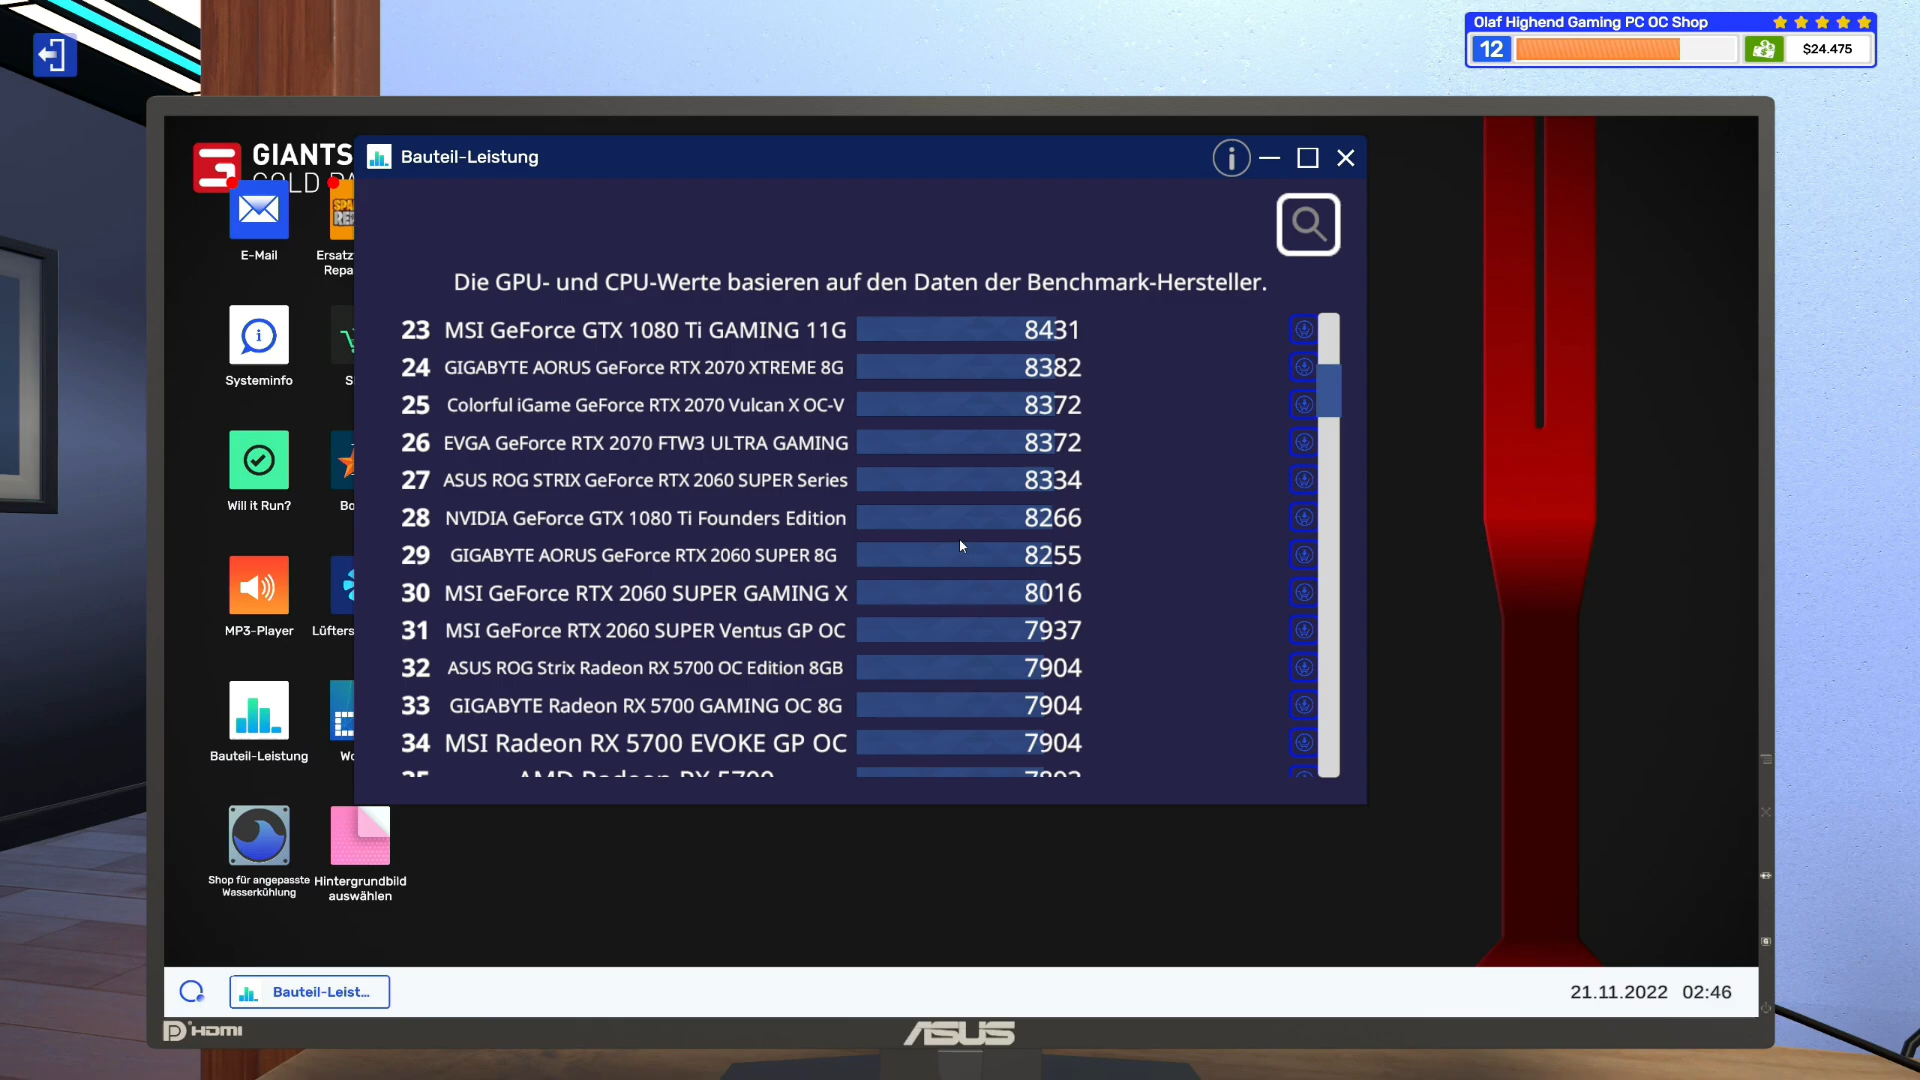 Olaf Highend Gaming PC OC Shop
12
$24.475
GIANTS
Bauteil-Leistung
E-Mail
Ersatz
Repa
Systeminfo
Will it Run?
Bo
MP3-Player
Lüfters
Bauteil-Leistung
Wo
Shop für angepasste
Wasserkühlung
Hintergrundbild
auswählen
Die GPU- und CPU-Werte basieren auf den Daten der Benchmark-Hersteller.
23 MSI GeForce GTX 1080 Ti GAMING 11G 8431
24 GIGABYTE AORUS GeForce RTX 2070 XTREME 8G 8382
25 Colorful iGame GeForce RTX 2070 Vulcan X OC-V 8372
26 EVGA GeForce RTX 2070 FTW3 ULTRA GAMING 8372
27 ASUS ROG STRIX GeForce RTX 2060 SUPER Series 8334
28 NVIDIA GeForce GTX 1080 Ti Founders Edition 8266
29 GIGABYTE AORUS GeForce RTX 2060 SUPER 8G 8255
30 MSI GeForce RTX 2060 SUPER GAMING X 8016
31 MSI GeForce RTX 2060 SUPER Ventus GP OC 7937
32 ASUS ROG Strix Radeon RX 5700 OC Edition 8GB 7904
33 GIGABYTE Radeon RX 5700 GAMING OC 8G 7904
34 MSI Radeon RX 5700 EVOKE GP OC 7904
AMD Radeon RX 5700
Bauteil-Leist...
21.11.2022 02:46
HDMI
ASUS